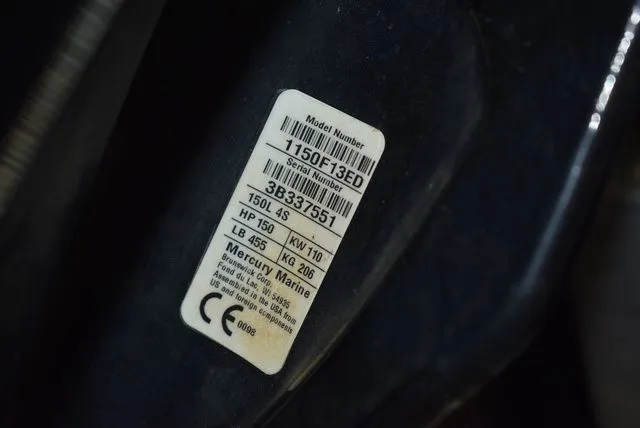 Model Number
1150F13ED
Serial Number
3B337551
150L 4S
HP 150 KW 110
LB 455 KG 206
Mercury Marine
Brunswick Corp.
Fond du Lac, WI 54935
Assembled in the USA from
US and foreign components
CE 0098